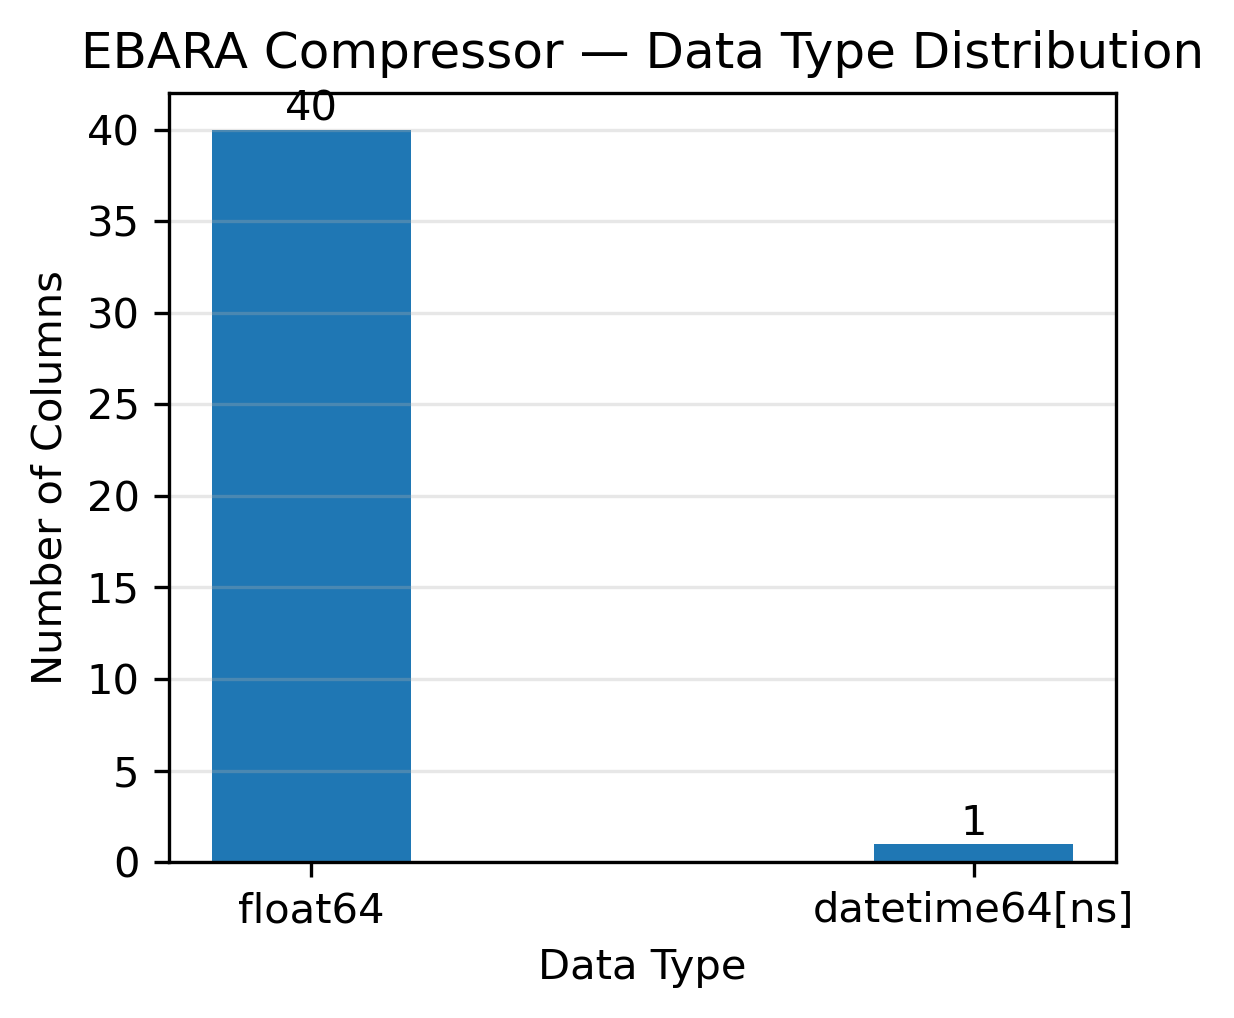 EBARA Compressor — Data Type Distribution
40
40
35
30
25
20
15
10
5
0
1
Number of Columns
float64
datetime64[ns]
Data Type